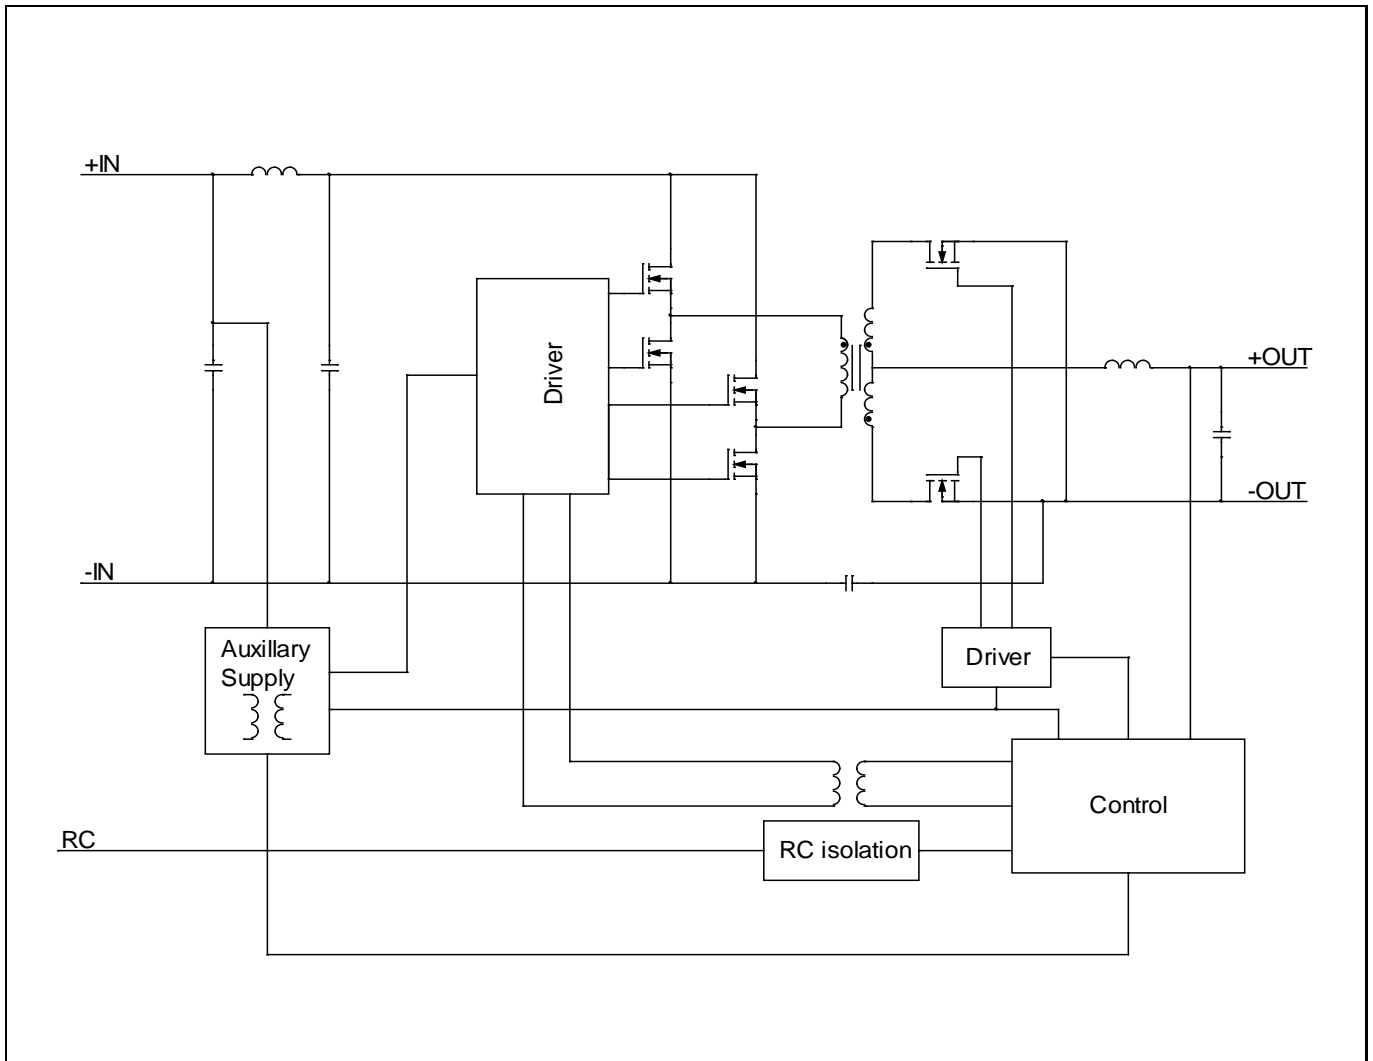 +IN
Driver
+OUT
-OUT
-IN
Auxillary
Supply
Driver
Control
RC
RC isolation